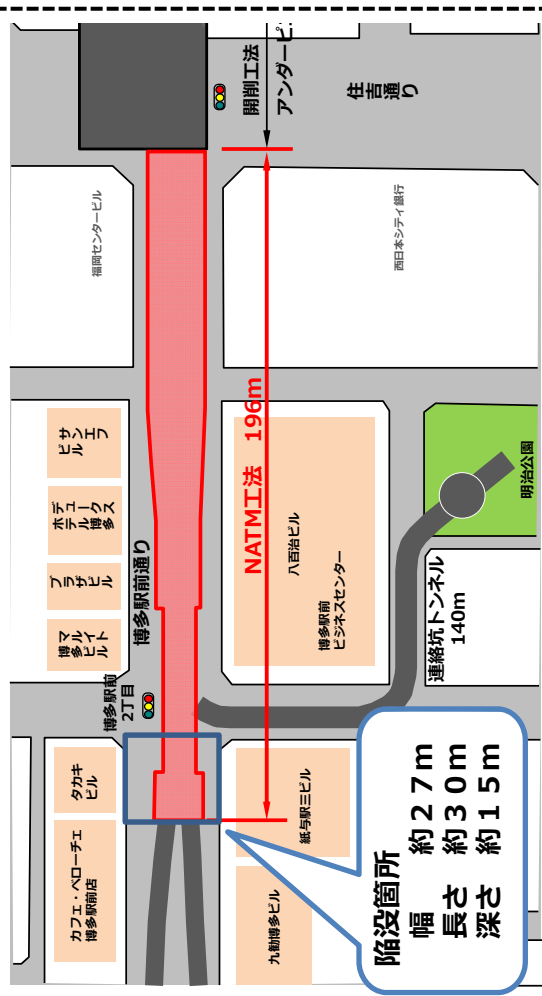 開削工法
アンダーピ
住吉通り
福岡センタービル
西日本シティ銀行
NATM工法 196m
サンエフ
ビル
デュークス
ホテル博多
プラザビル
博多マルイト
ビル
博多駅前通り
八百治ビル
博多駅前
ビジネスセンター
明治公園
連絡坑トンネル
140m
博多駅前
2丁目
タカキ
ビル
カフェ・ベローチェ
博多駅前店
紙与駅三ビル
九勧博多ビル
陥没箇所
幅 約27m
長さ 約30m
深さ 約15m